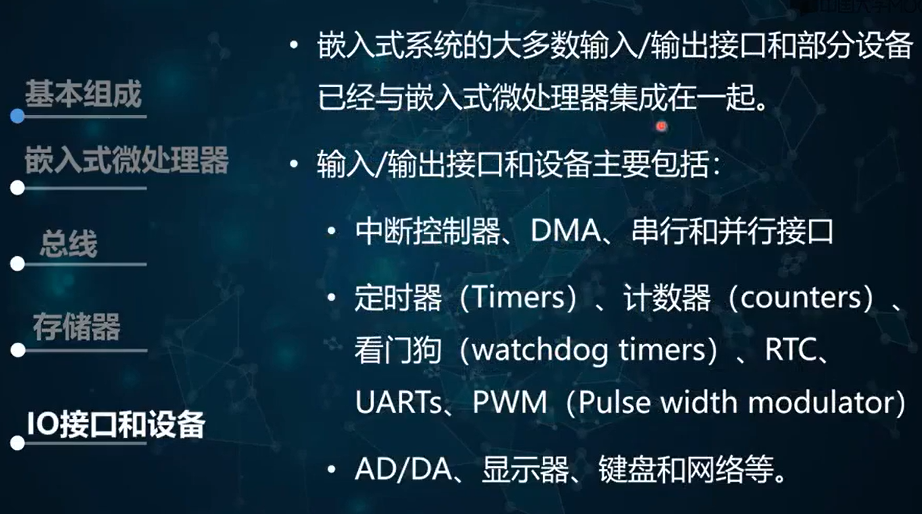 基本组成
嵌入式微处理器
总线
存储器
IO接口和设备
• 嵌入式系统的大多数输入/输出接口和部分设备
已经与嵌入式微处理器集成在一起。
• 输入/输出接口和设备主要包括：
• 中断控制器、DMA、串行和并行接口
• 定时器（Timers）、计数器（counters）、
看门狗（watchdog timers）、RTC、
UARTs、PWM（Pulse width modulator）
• AD/DA、显示器、键盘和网络等。